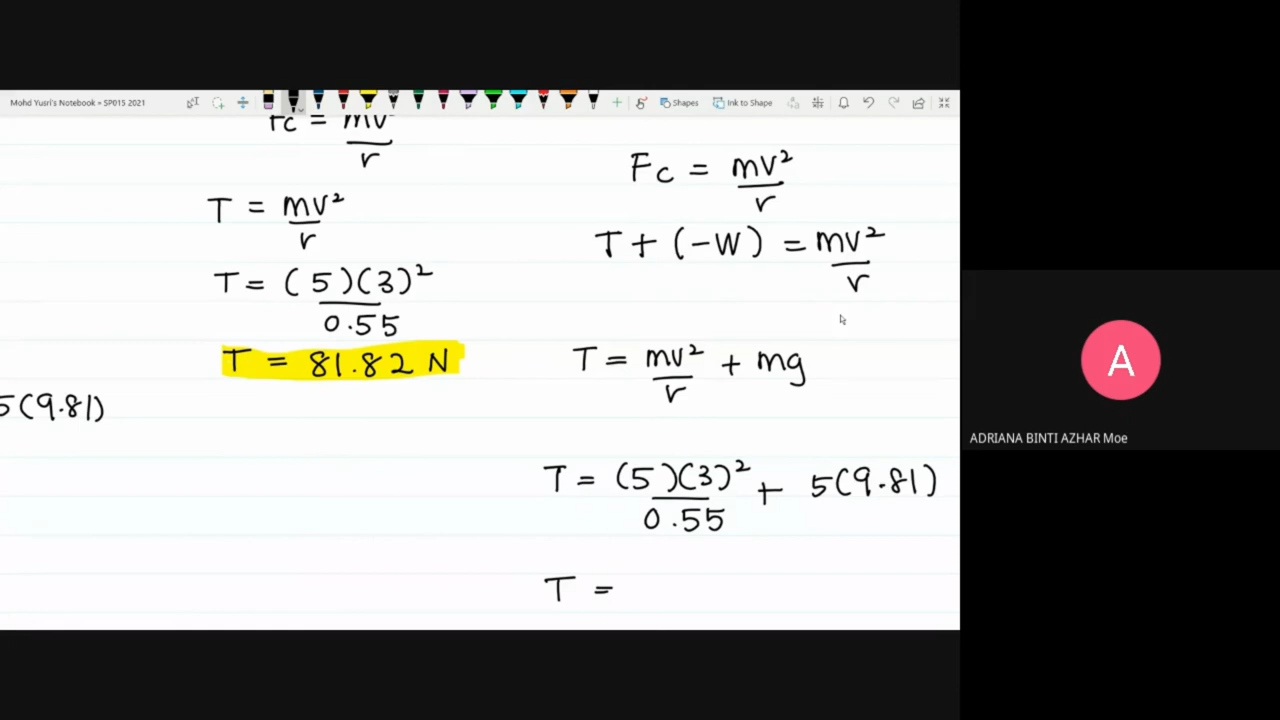 Mohd Yusri's Notebook » SP015 2021
Shapes
Ink to Shape
Fc = mv²
r
T = mv²
r
T = (5)(3)²
0.55
T = 81.82 N
5(9.81)
Fc = mv²
r
T + (-W) = mv²
r
T = mv² + mg
r
T = (5)(3)² + 5(9.81)
0.55
T =
A
ADRIANA BINTI AZHAR Moe